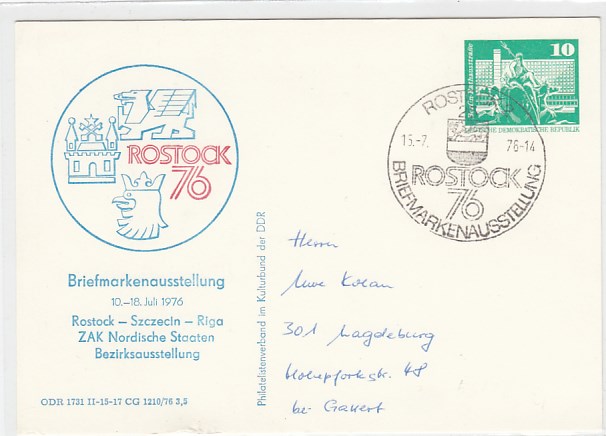 ROSTOCK
76
Briefmarkenausstellung
10.–18. Juli 1976
Rostock – Szczecin – Riga
ZAK Nordische Staaten
Bezirksausstellung
ODR 1731 II-15-17 CG 1210/76 3,5
Philatelistenverband im Kulturbund der DDR
10
Berlin, Rathausstraße
DEUTSCHE DEMOKRATISCHE REPUBLIK
15.-7. 76-14
ROSTOCK
76
BRIEFMARKENAUSSTELLUNG
Herrn
Uwe
301 Magdeburg
48
bei